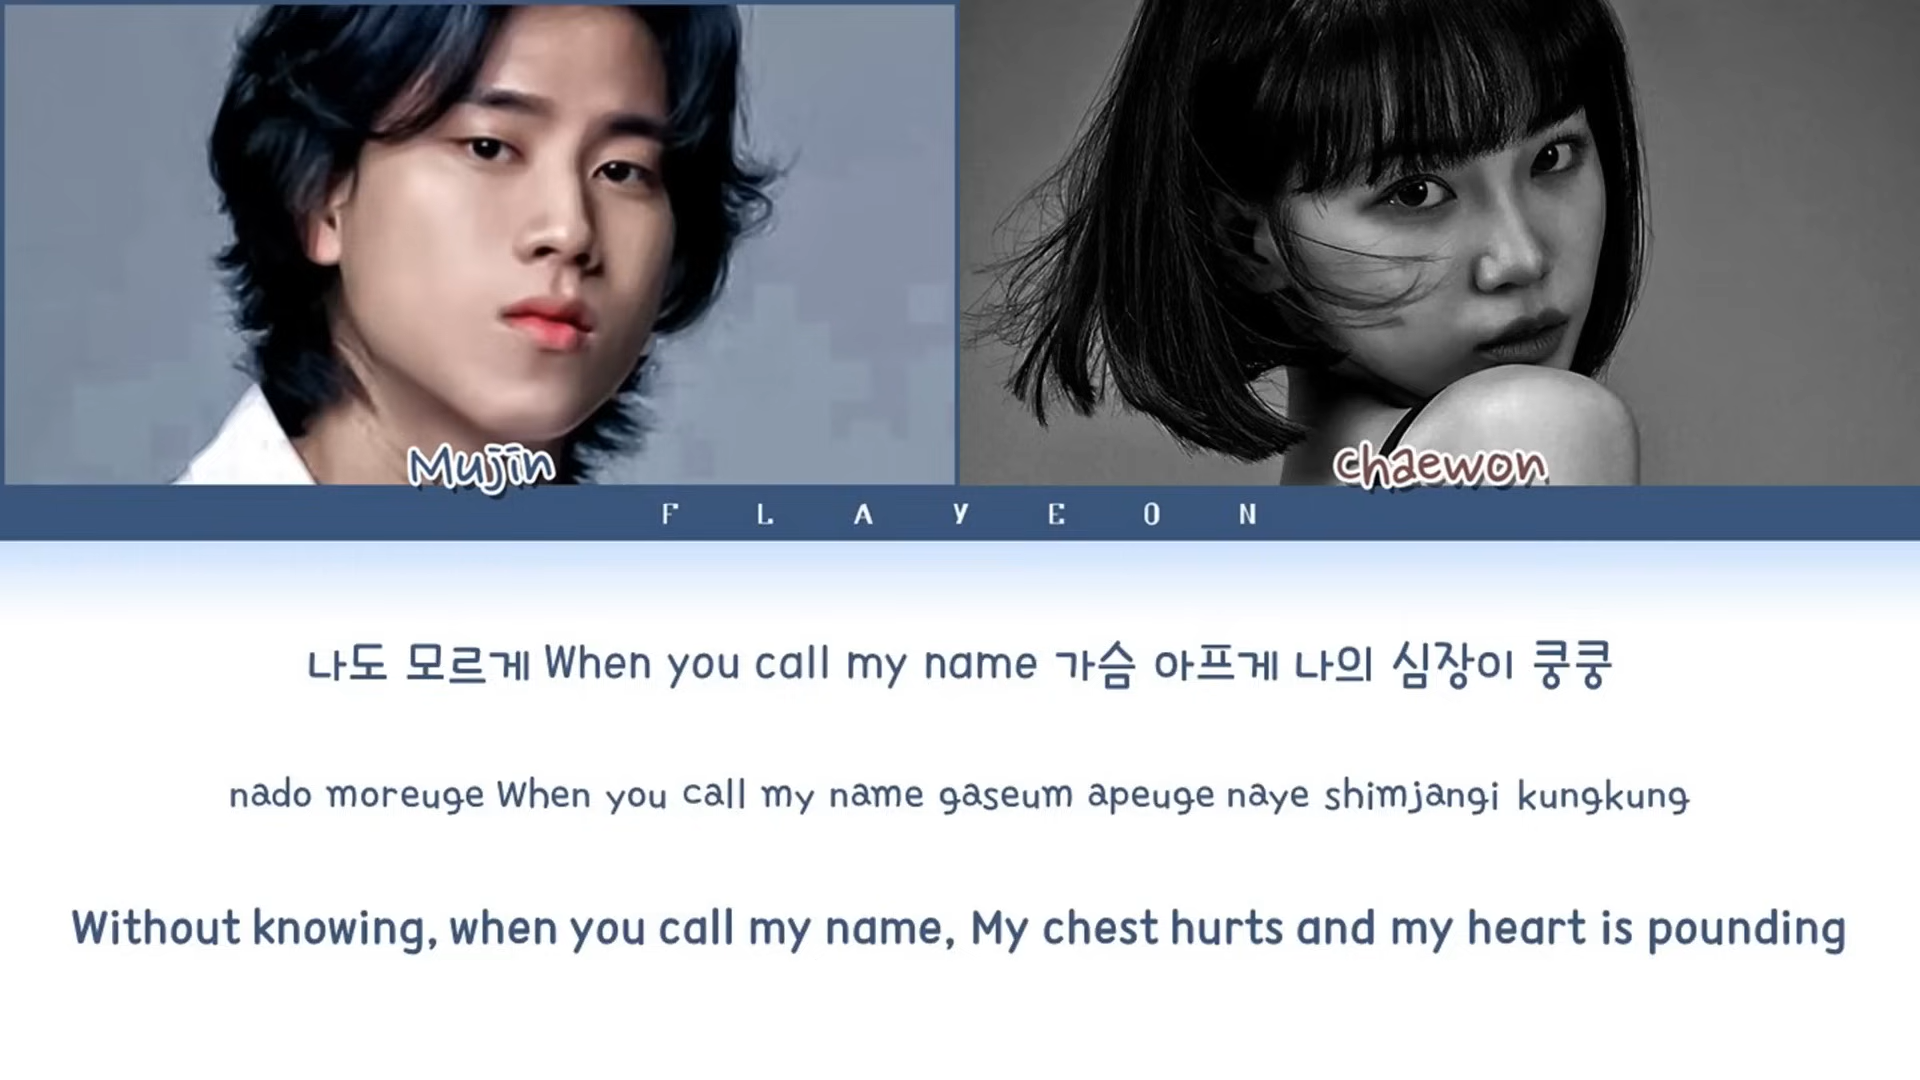 Mujin
chaewon
FLAYEON
나도 모르게 When you call my name 가슴 아프게 나의 심장이 쿵쿵
nado moreuge When you call my name gaseum apeuge naye shimjangi kungkung
Without knowing, when you call my name, My chest hurts and my heart is pounding